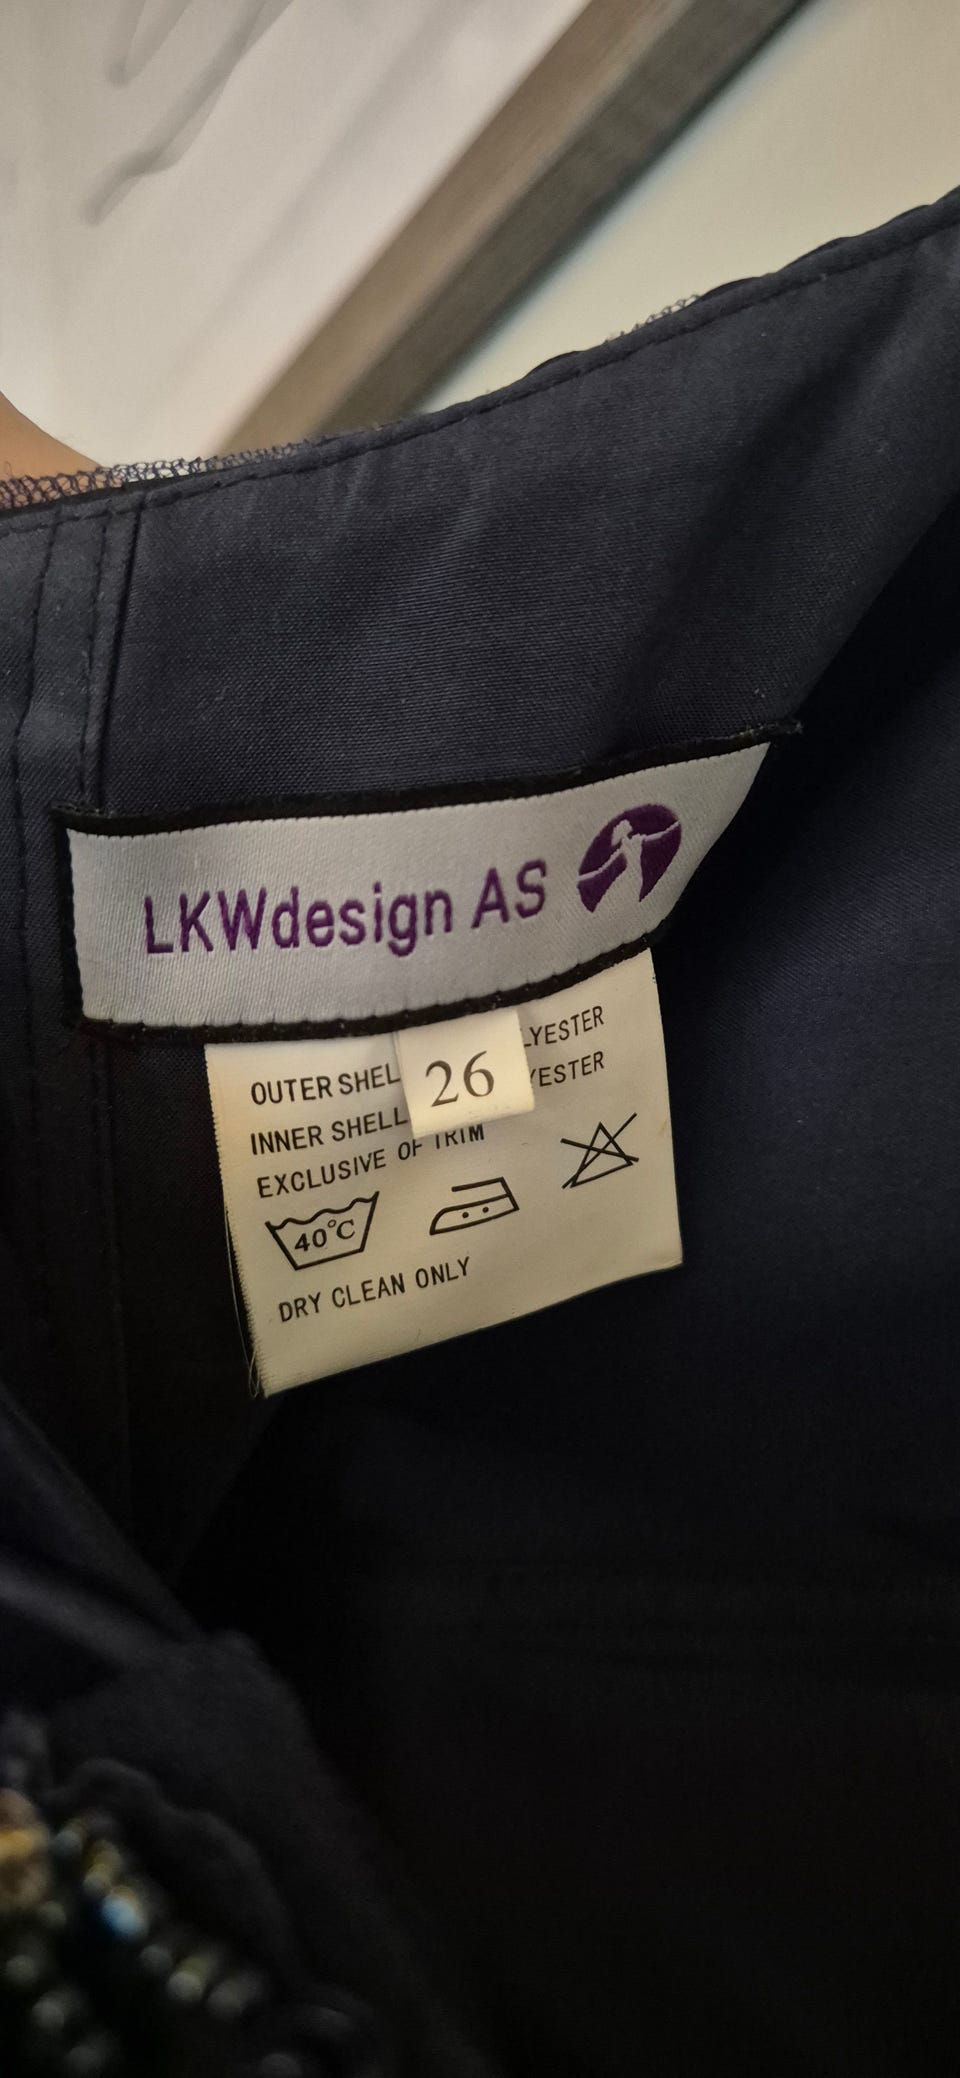 LKWdesign AS
26
OUTER SHEL LYESTER
INNER SHELL YESTER
EXCLUSIVE OF TRIM
40°C
DRY CLEAN ONLY